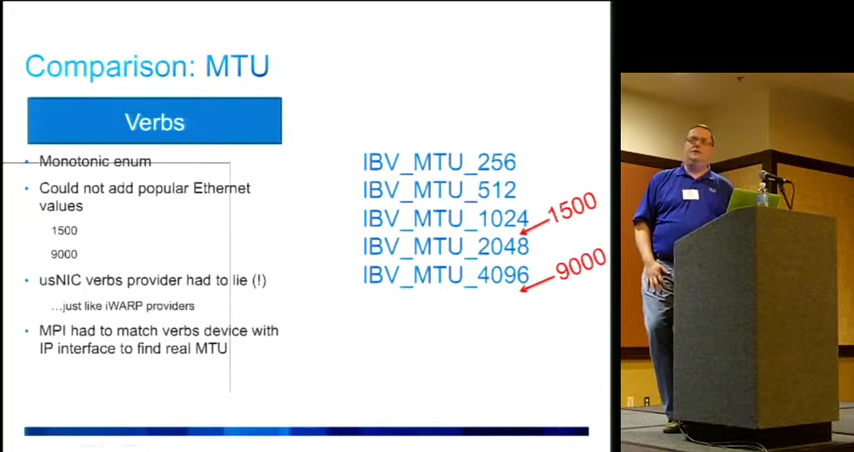 Comparison: MTU
Verbs
• Monotonic enum
• Could not add popular Ethernet
values
1500
9000
• usNIC verbs provider had to lie (!)
...just like iWARP providers
• MPI had to match verbs device with
IP interface to find real MTU
IBV_MTU_256
IBV_MTU_512
IBV_MTU_1024
1500
IBV_MTU_2048
IBV_MTU_4096
9000